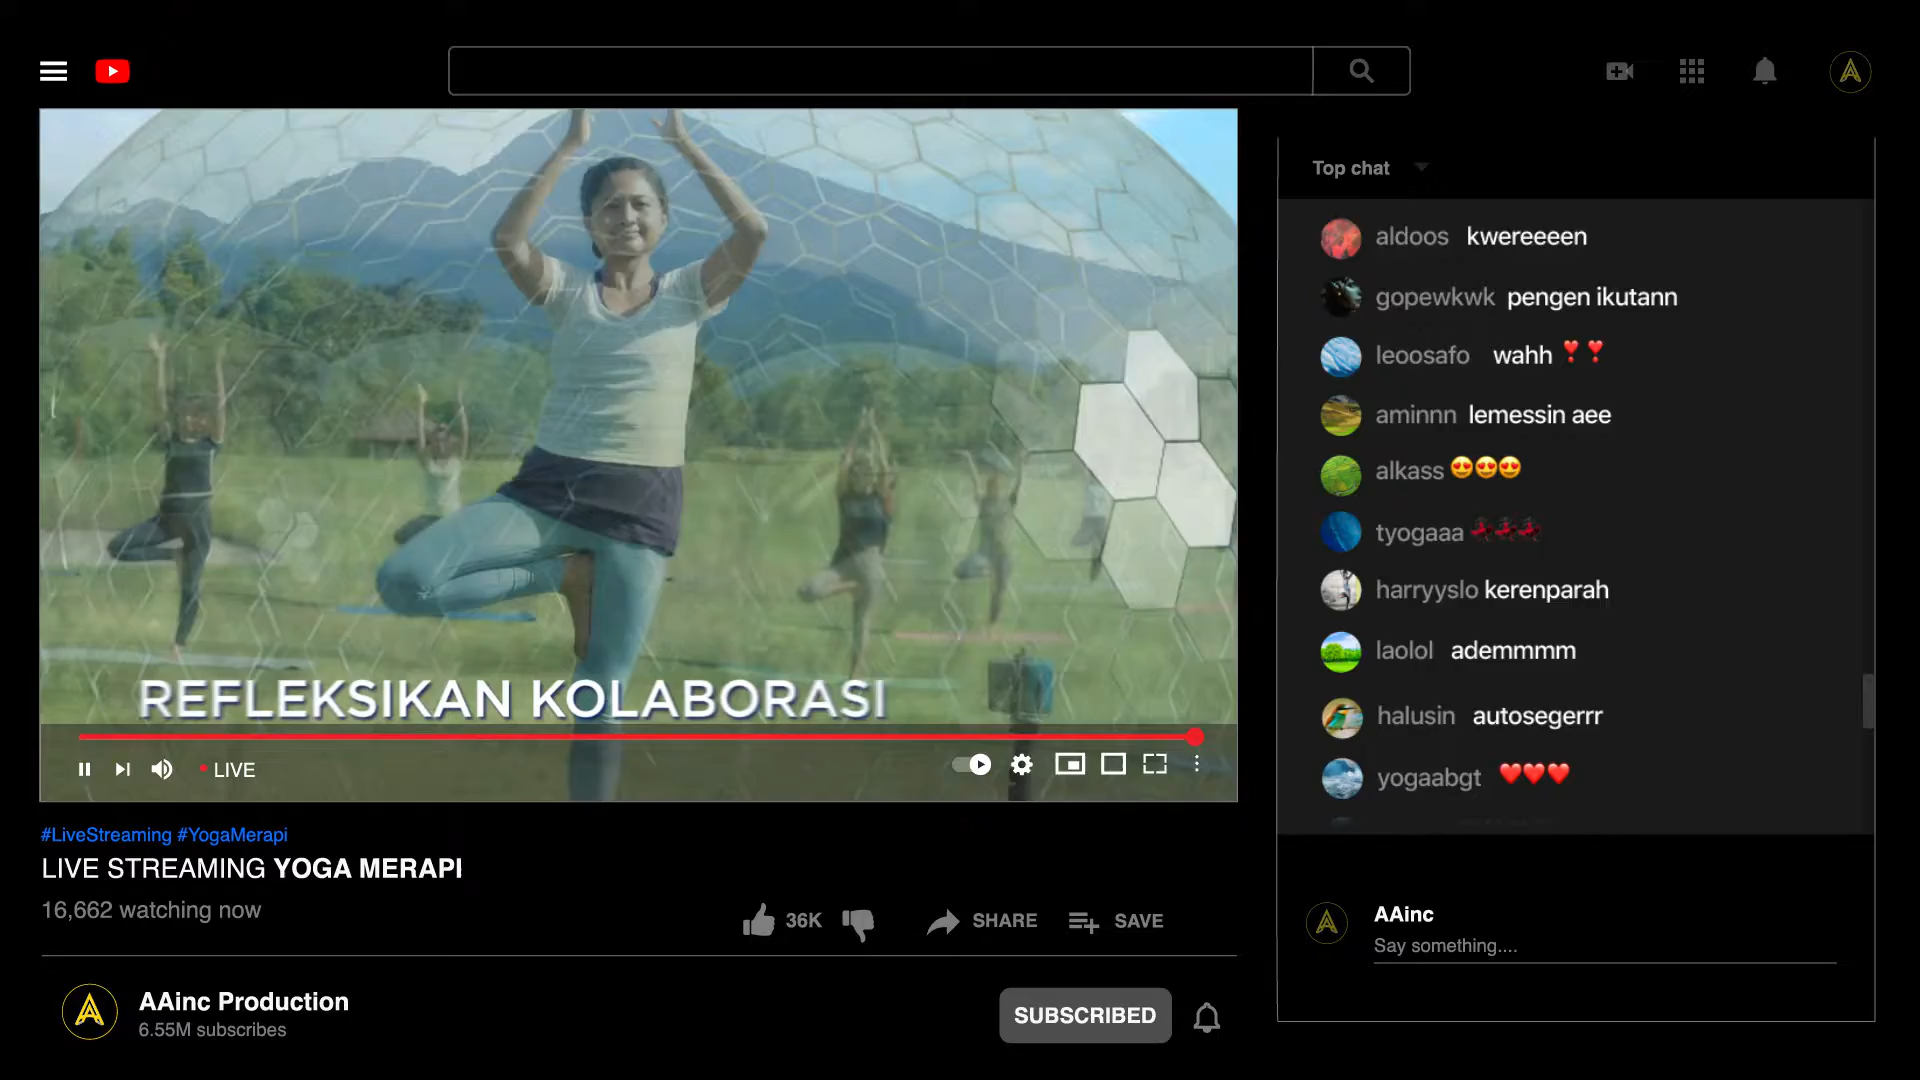 REFLEKSIKAN KOLABORASI
LIVE
#LiveStreaming #YogaMerapi
LIVE STREAMING YOGA MERAPI
16,662 watching now
36K
SHARE
SAVE
AAinc Production
6.55M subscribes
SUBSCRIBED
Top chat
aldoos kwereeeen
gopewkwk pengen ikutann
leoosafo wahh ❣❣
aminnn lemessin aee
alkass 😍😍😍
tyogaaa 💃💃💃
harryyslo kerenparah
laolol ademmmm
halusin autosegerrr
yogaabgt ❤❤❤
AAinc
Say something....